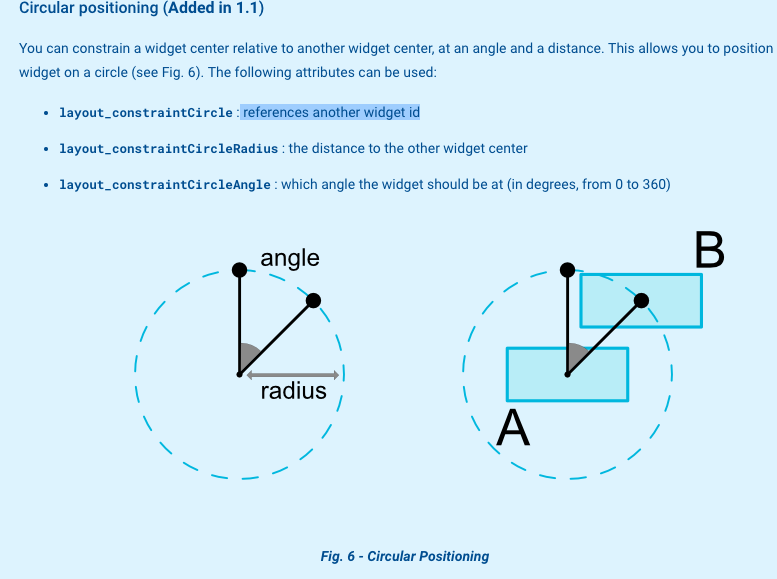 Circular positioning (Added in 1.1)
You can constrain a widget center relative to another widget center, at an angle and a distance. This allows you to position
widget on a circle (see Fig. 6). The following attributes can be used:
• layout_constraintCircle : references another widget id
• layout_constraintCircleRadius : the distance to the other widget center
• layout_constraintCircleAngle : which angle the widget should be at (in degrees, from 0 to 360)
angle
radius
B
A
Fig. 6 - Circular Positioning